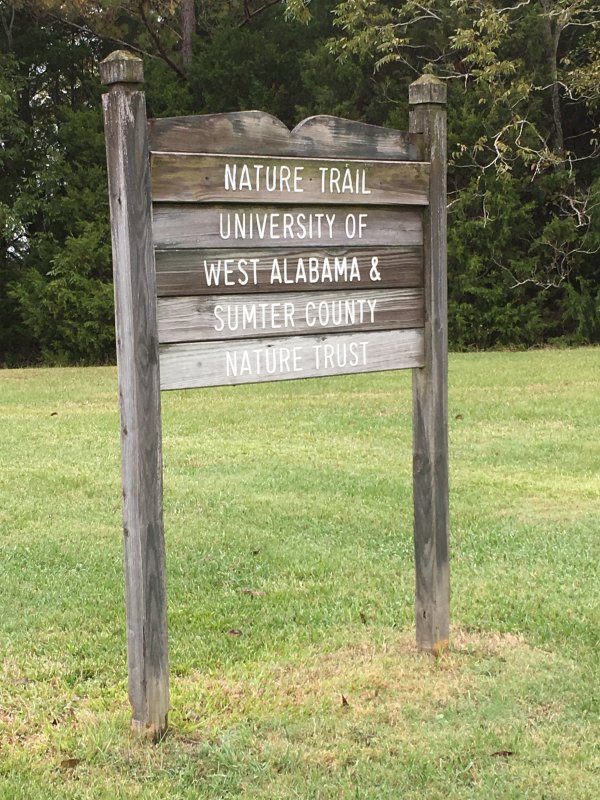 NATURE TRAIL
UNIVERSITY OF
WEST ALABAMA &
SUMTER COUNTY
NATURE TRUST